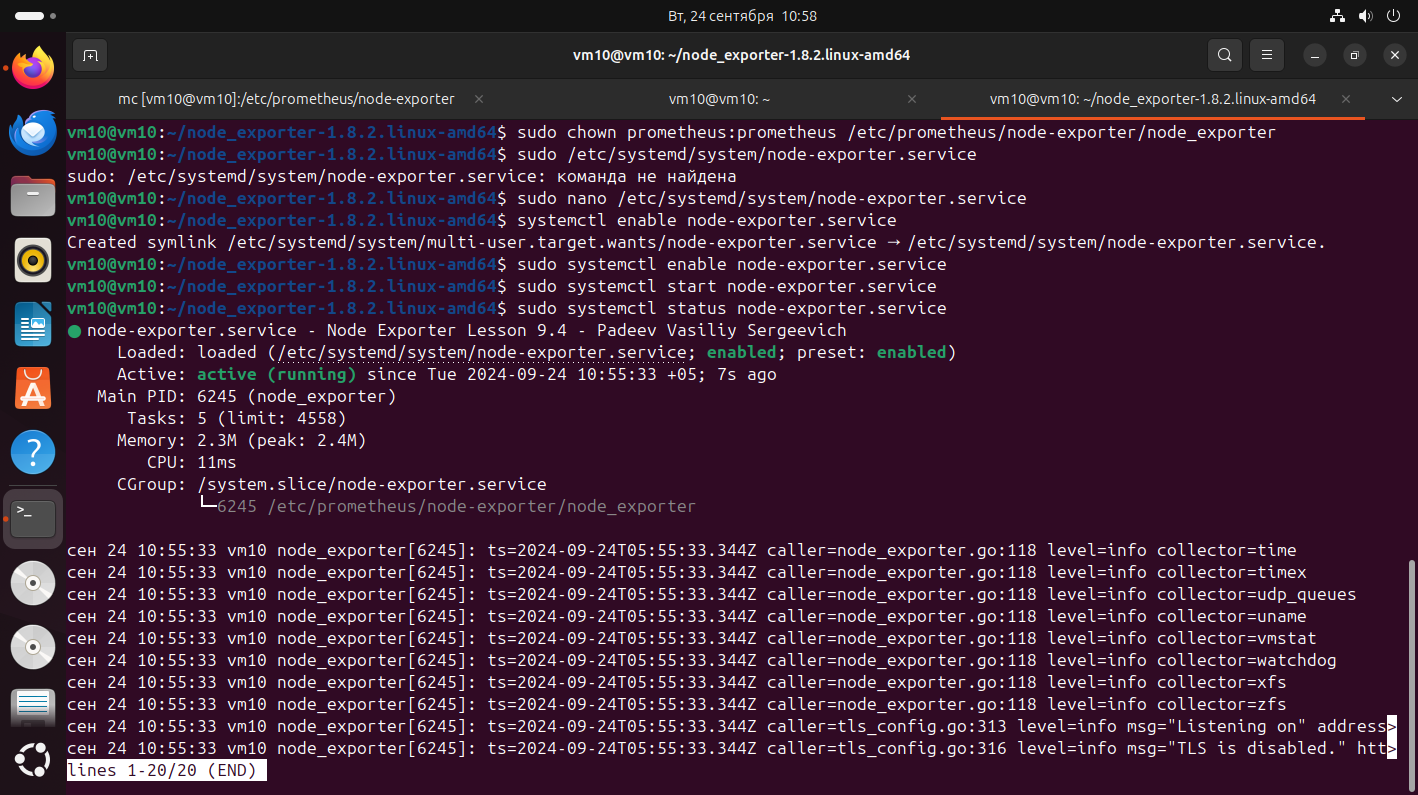 Вт, 24 сентября 10:58
vm10@vm10: ~/node_exporter-1.8.2.linux-amd64
mc [vm10@vm10]:/etc/prometheus/node-exporter
vm10@vm10: ~
vm10@vm10: ~/node_exporter-1.8.2.linux-amd64
vm10@vm10:~/node_exporter-1.8.2.linux-amd64$ sudo chown prometheus:prometheus /etc/prometheus/node-exporter/node_exporter
vm10@vm10:~/node_exporter-1.8.2.linux-amd64$ sudo /etc/systemd/system/node-exporter.service
sudo: /etc/systemd/system/node-exporter.service: команда не найдена
vm10@vm10:~/node_exporter-1.8.2.linux-amd64$ sudo nano /etc/systemd/system/node-exporter.service
vm10@vm10:~/node_exporter-1.8.2.linux-amd64$ systemctl enable node-exporter.service
Created symlink /etc/systemd/system/multi-user.target.wants/node-exporter.service → /etc/systemd/system/node-exporter.service.
vm10@vm10:~/node_exporter-1.8.2.linux-amd64$ sudo systemctl enable node-exporter.service
vm10@vm10:~/node_exporter-1.8.2.linux-amd64$ sudo systemctl start node-exporter.service
vm10@vm10:~/node_exporter-1.8.2.linux-amd64$ sudo systemctl status node-exporter.service
● node-exporter.service - Node Exporter Lesson 9.4 - Padeev Vasiliy Sergeevich
Loaded: loaded (/etc/systemd/system/node-exporter.service; enabled; preset: enabled)
Active: active (running) since Tue 2024-09-24 10:55:33 +05; 7s ago
Main PID: 6245 (node_exporter)
Tasks: 5 (limit: 4558)
Memory: 2.3M (peak: 2.4M)
CPU: 11ms
CGroup: /system.slice/node-exporter.service
└─6245 /etc/prometheus/node-exporter/node_exporter
сен 24 10:55:33 vm10 node_exporter[6245]: ts=2024-09-24T05:55:33.344Z caller=node_exporter.go:118 level=info collector=time
сен 24 10:55:33 vm10 node_exporter[6245]: ts=2024-09-24T05:55:33.344Z caller=node_exporter.go:118 level=info collector=timex
сен 24 10:55:33 vm10 node_exporter[6245]: ts=2024-09-24T05:55:33.344Z caller=node_exporter.go:118 level=info collector=udp_queues
сен 24 10:55:33 vm10 node_exporter[6245]: ts=2024-09-24T05:55:33.344Z caller=node_exporter.go:118 level=info collector=uname
сен 24 10:55:33 vm10 node_exporter[6245]: ts=2024-09-24T05:55:33.344Z caller=node_exporter.go:118 level=info collector=vmstat
сен 24 10:55:33 vm10 node_exporter[6245]: ts=2024-09-24T05:55:33.344Z caller=node_exporter.go:118 level=info collector=watchdog
сен 24 10:55:33 vm10 node_exporter[6245]: ts=2024-09-24T05:55:33.344Z caller=node_exporter.go:118 level=info collector=xfs
сен 24 10:55:33 vm10 node_exporter[6245]: ts=2024-09-24T05:55:33.344Z caller=node_exporter.go:118 level=info collector=zfs
сен 24 10:55:33 vm10 node_exporter[6245]: ts=2024-09-24T05:55:33.344Z caller=tls_config.go:313 level=info msg="Listening on" address>
сен 24 10:55:33 vm10 node_exporter[6245]: ts=2024-09-24T05:55:33.344Z caller=tls_config.go:316 level=info msg="TLS is disabled." htt>
lines 1-20/20 (END)